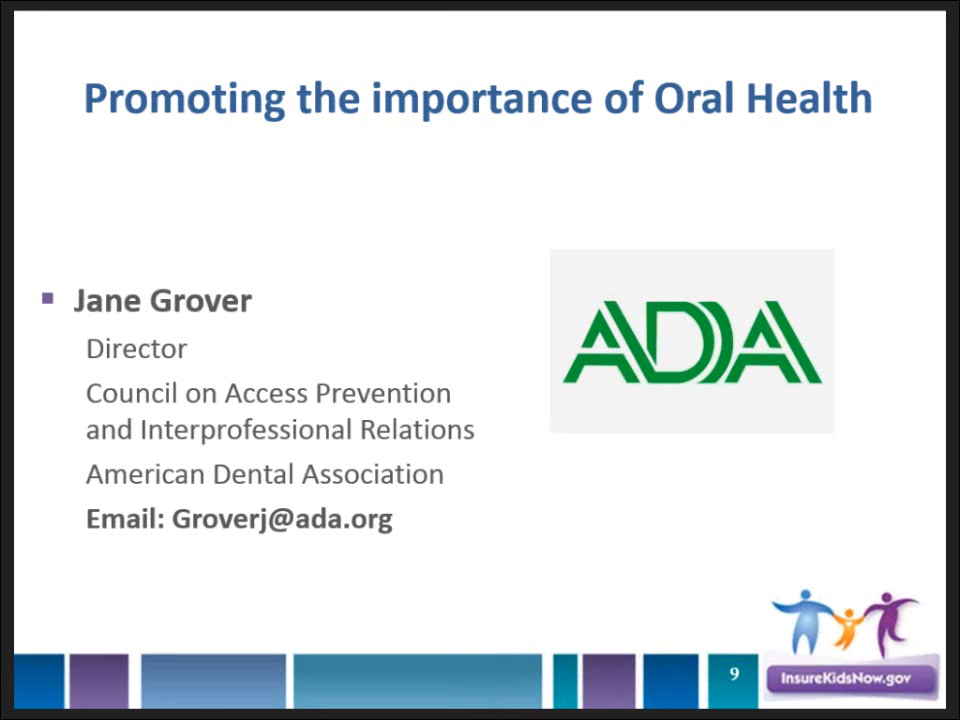 Promoting the importance of Oral Health
Jane Grover
Director
Council on Access Prevention
and Interprofessional Relations
American Dental Association
Email: Groverj@ada.org
ADA
9
InsureKidsNow.gov